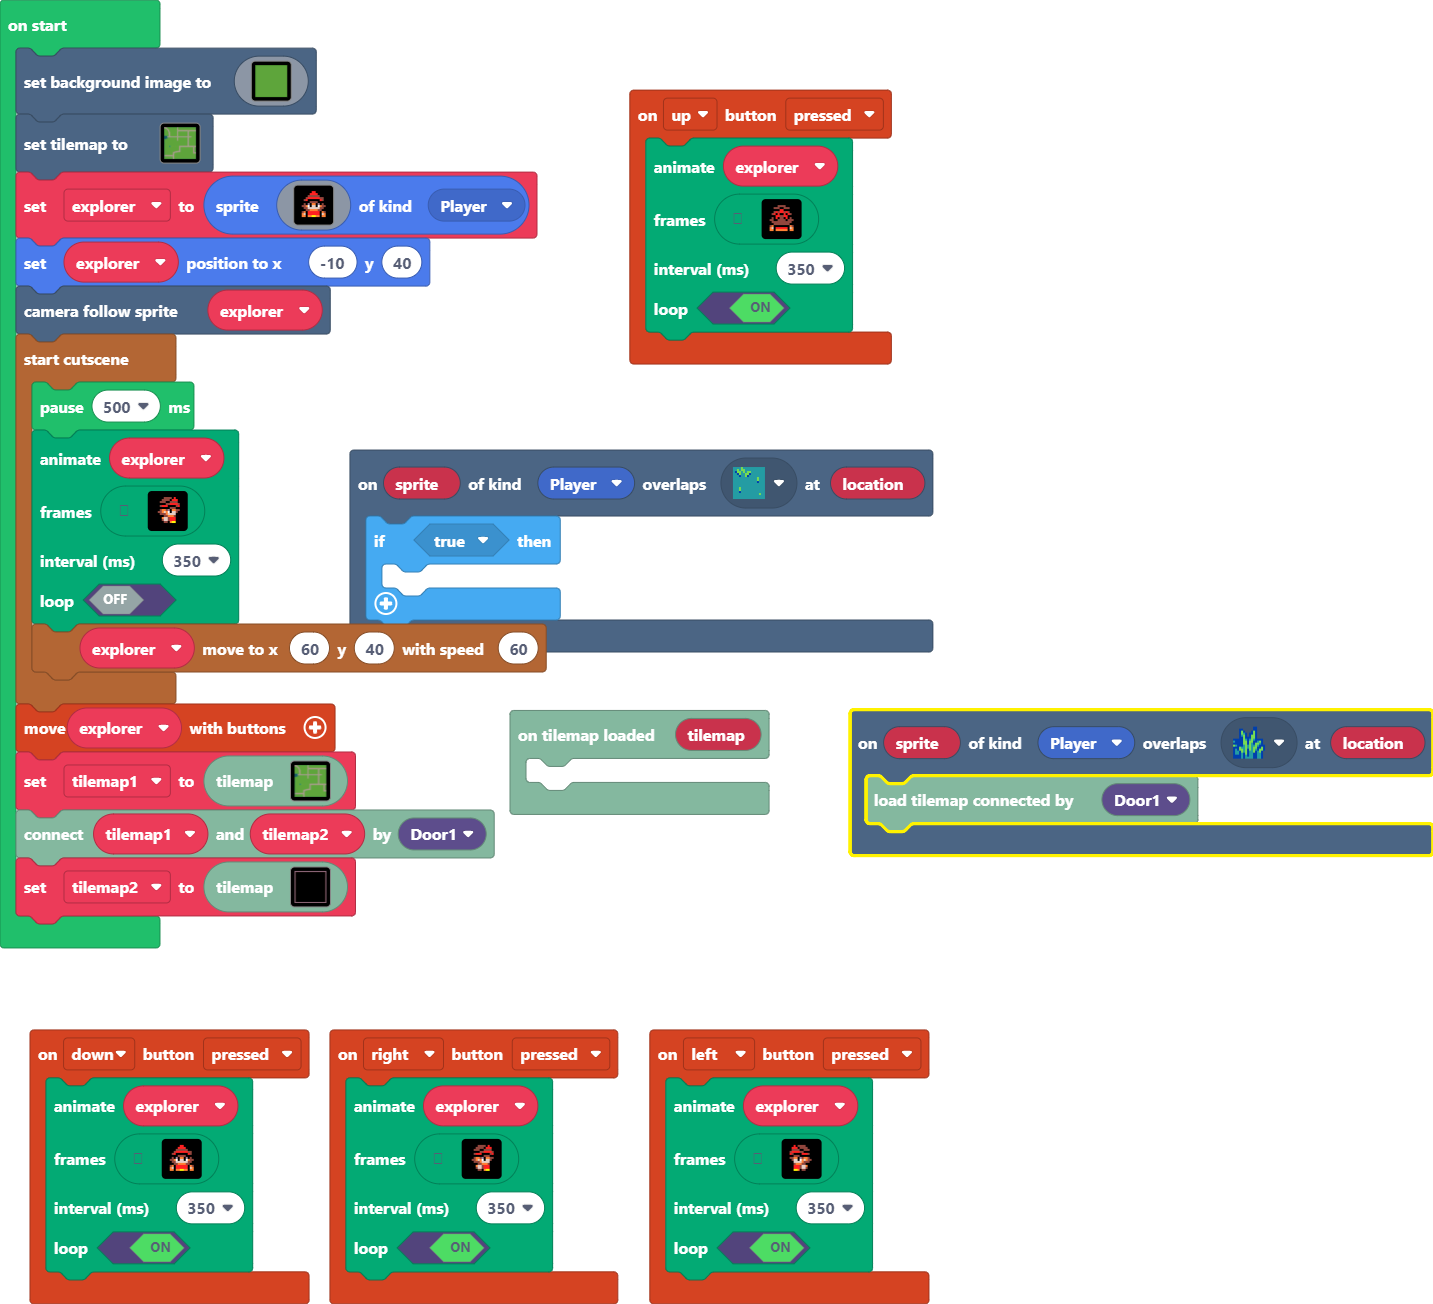 on start
set background image to
set tilemap to
set explorer to sprite of kind Player
set explorer position to x -10 y 40
camera follow sprite explorer
start cutscene
pause 500 ms
animate explorer
frames
interval (ms) 350
loop OFF
explorer move to x 60 y 40 with speed 60
move explorer with buttons
set tilemap1 to tilemap
connect tilemap1 and tilemap2 by Door1
set tilemap2 to tilemap
on up button pressed
animate explorer
frames
interval (ms) 350
loop ON
on sprite of kind Player overlaps at location
if true then
on tilemap loaded tilemap
on sprite of kind Player overlaps at location
load tilemap connected by Door1
on down button pressed
animate explorer
frames
interval (ms) 350
loop ON
on right button pressed
animate explorer
frames
interval (ms) 350
loop ON
on left button pressed
animate explorer
frames
interval (ms) 350
loop ON